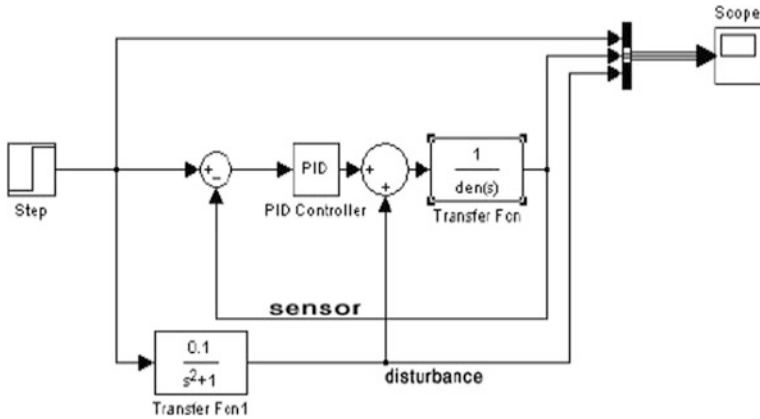 Scope
Step
+
−
PID
PID Controller
+
+
1
den(s)
Transfer Fcn
sensor
0.1
s²+1
Transfer Fcn1
disturbance